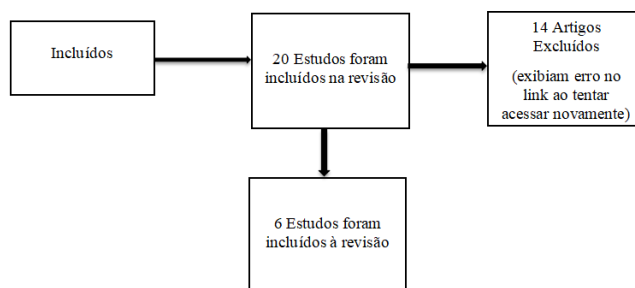 Incluídos
20 Estudos foram
incluídos na revisão
14 Artigos
Excluídos
(exibiam erro no
link ao tentar
acessar novamente)
6 Estudos foram
incluídos à revisão